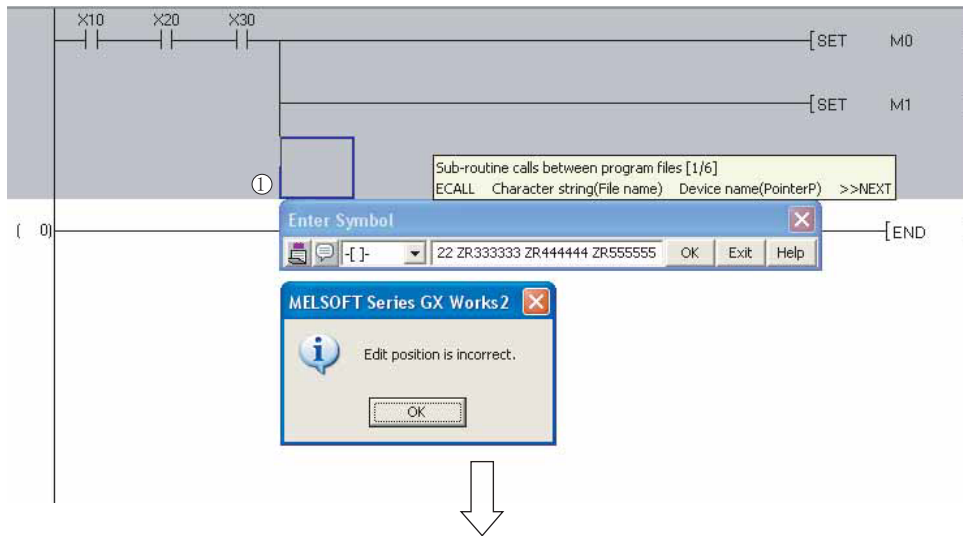 X10 X20 X30
[SET M0
[SET M1
①
Sub-routine calls between program files [1/6]
ECALL Character string(File name) Device name(PointerP) >>NEXT
Enter Symbol
-[ ]- 22 ZR333333 ZR444444 ZR555555 OK Exit Help
( 0) [END
MELSOFT Series GX Works2
Edit position is incorrect.
OK